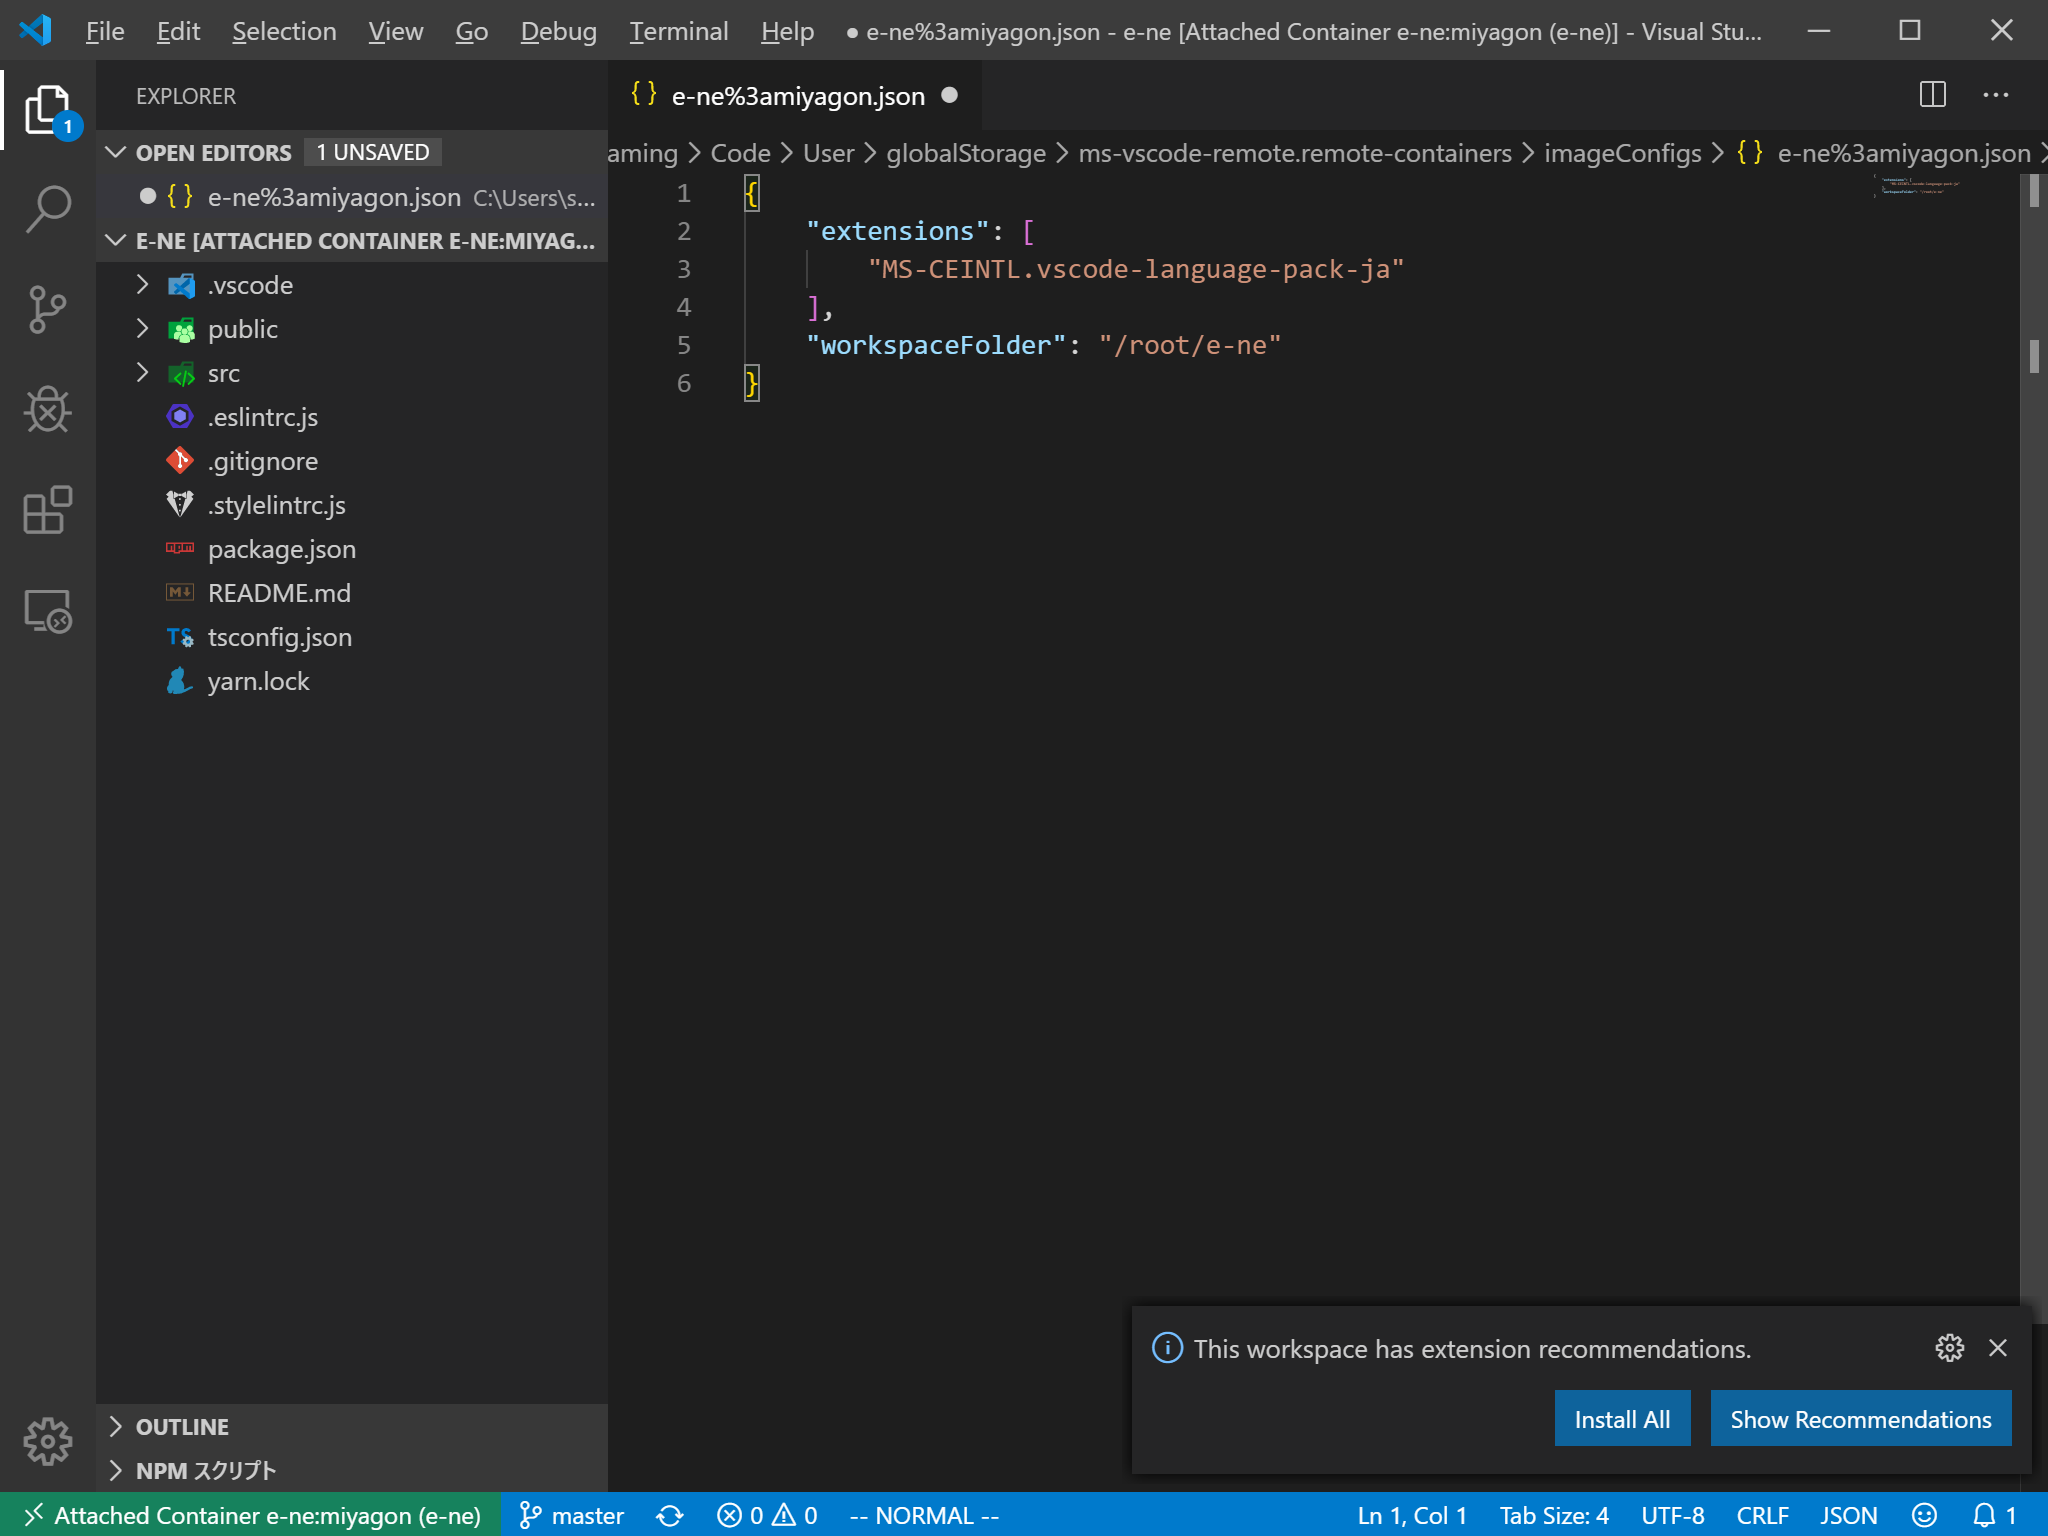 File Edit Selection View Go Debug Terminal Help ● e-ne%3amiyagon.json - e-ne [Attached Container e-ne:miyagon (e-ne)] - Visual Stu...
EXPLORER
1
OPEN EDITORS 1 UNSAVED
{ } e-ne%3amiyagon.json C:\Users\s...
E-NE [ATTACHED CONTAINER E-NE:MIYAG...
.vscode
public
src
.eslintrc.js
.gitignore
.stylelintrc.js
package.json
README.md
tsconfig.json
yarn.lock
OUTLINE
NPM スクリプト
{ } e-ne%3amiyagon.json ●
aming > Code > User > globalStorage > ms-vscode-remote.remote-containers > imageConfigs > { } e-ne%3amiyagon.json >
1 {
2 "extensions": [
3 "MS-CEINTL.vscode-language-pack-ja"
4 ],
5 "workspaceFolder": "/root/e-ne"
6 }
This workspace has extension recommendations.
Install All Show Recommendations
Attached Container e-ne:miyagon (e-ne) master 0 0 -- NORMAL -- Ln 1, Col 1 Tab Size: 4 UTF-8 CRLF JSON 1